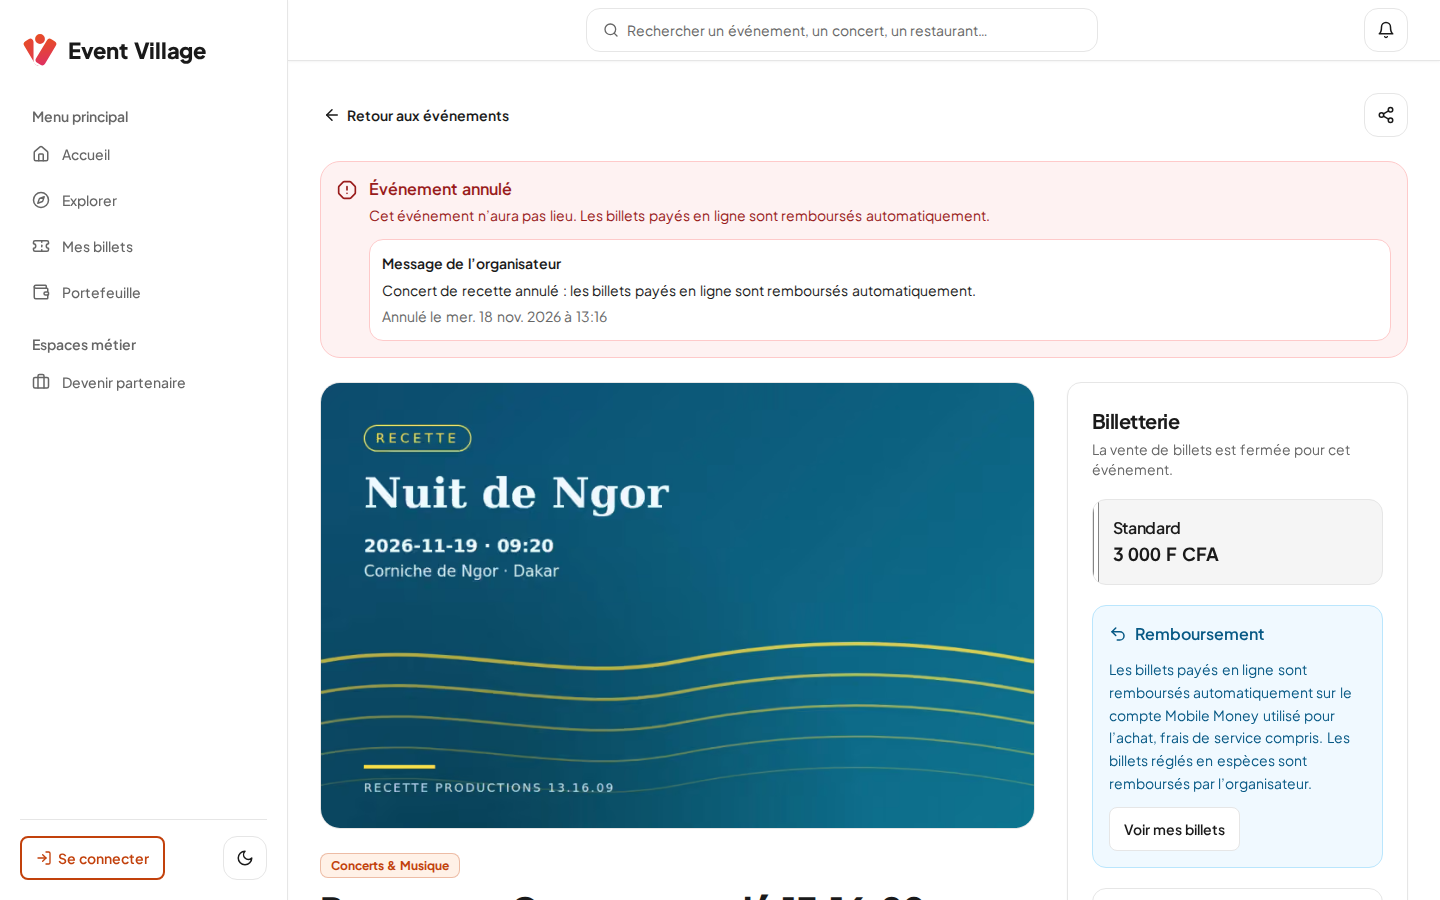 Event Village
Rechercher un événement, un concert, un restaurant...
Menu principal
Accueil
Explorer
Mes billets
Portefeuille
Espaces métier
Devenir partenaire
Se connecter
Retour aux événements
Événement annulé
Cet événement n'aura pas lieu. Les billets payés en ligne sont remboursés automatiquement.
Message de l'organisateur
Concert de recette annulé : les billets payés en ligne sont remboursés automatiquement.
Annulé le mer. 18 nov. 2026 à 13:16
RECETTE
Nuit de Ngor
2026-11-19 · 09:20
Corniche de Ngor · Dakar
RECETTE PRODUCTIONS 13.16.09
Concerts & Musique
Billetterie
La vente de billets est fermée pour cet
événement.
Standard
3 000 F CFA
Remboursement
Les billets payés en ligne sont
remboursés automatiquement sur le
compte Mobile Money utilisé pour
l'achat, frais de service compris. Les
billets réglés en espèces sont
remboursés par l'organisateur.
Voir mes billets